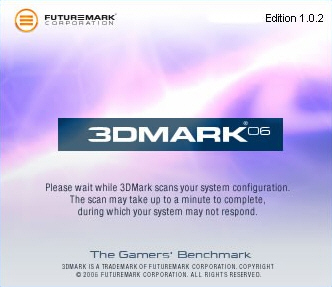 FUTUREMARK®
CORPORATION
Edition 1.0.2
3DMARK®06
Please wait while 3DMark scans your system configuration.
The scan may take up to a minute to complete,
during which your system may not respond.
The Gamers' Benchmark
3DMARK IS A TRADEMARK OF FUTUREMARK CORPORATION. COPYRIGHT
© 2006 FUTUREMARK CORPORATION. ALL RIGHTS RESERVED.